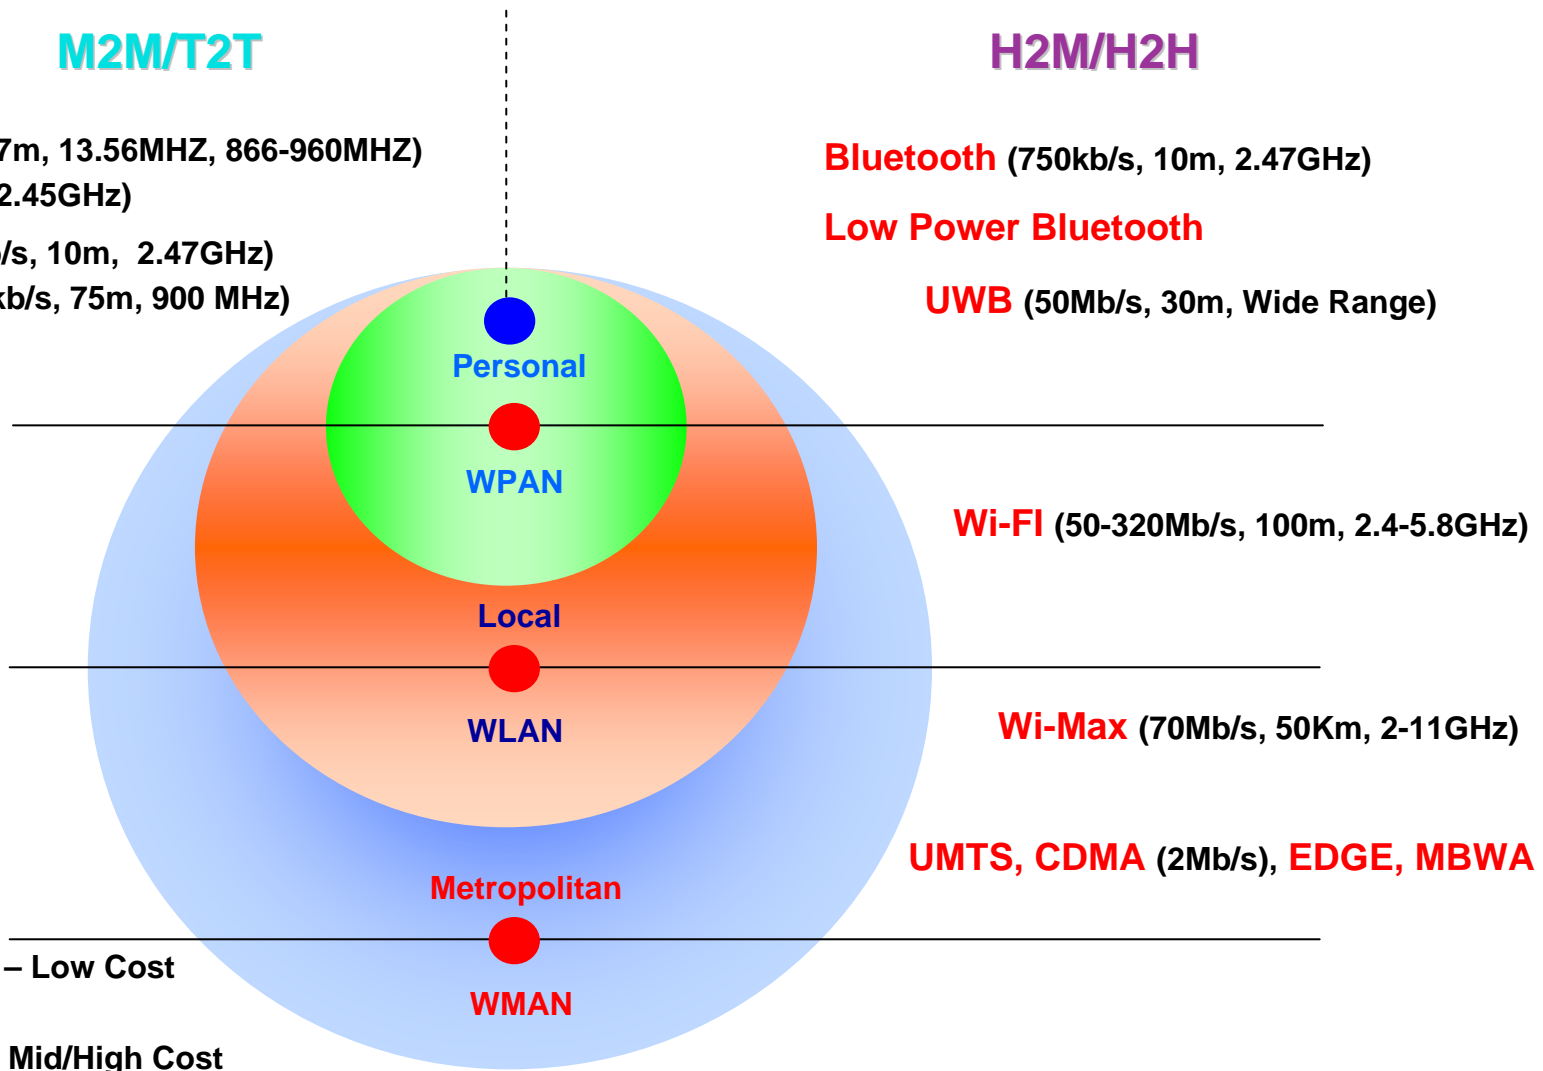 M2M/T2T
H2M/H2H
7m, 13.56MHZ, 866-960MHZ)
2.45GHz)
/s, 10m, 2.47GHz)
kb/s, 75m, 900 MHz)
Bluetooth (750kb/s, 10m, 2.47GHz)
Low Power Bluetooth
UWB (50Mb/s, 30m, Wide Range)
Personal
WPAN
Wi-FI (50-320Mb/s, 100m, 2.4-5.8GHz)
Local
WLAN
Wi-Max (70Mb/s, 50Km, 2-11GHz)
UMTS, CDMA (2Mb/s), EDGE, MBWA
Metropolitan
WMAN
– Low Cost
Mid/High Cost